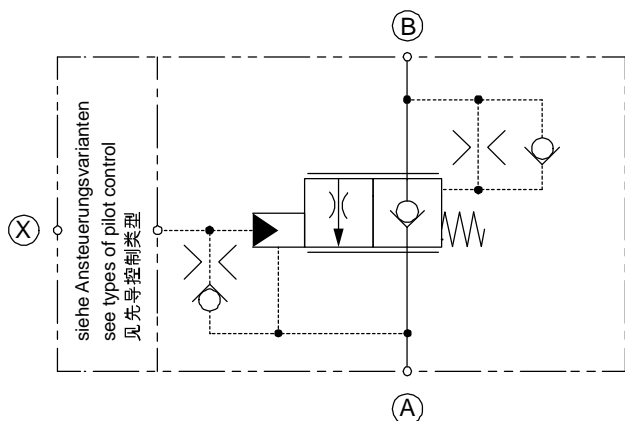 B
siehe Ansteuerungsvarianten
see types of pilot control
见先导控制类型
X
A